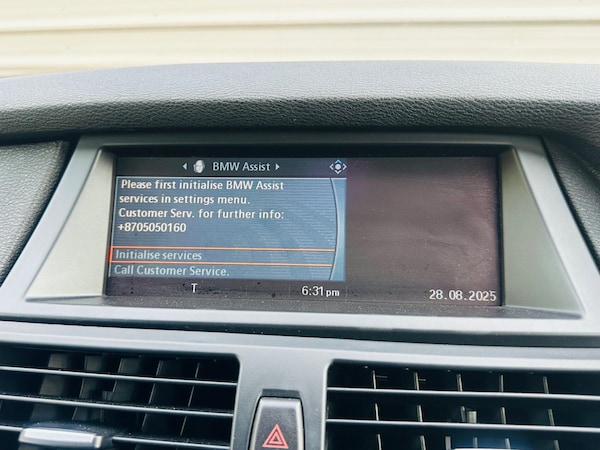 BMW Assist
Please first initialise BMW Assist
services in settings menu.
Customer Serv. for further info:
+8705050160
Initialise services
Call Customer Service.
T 6:31 pm 28.08.2025